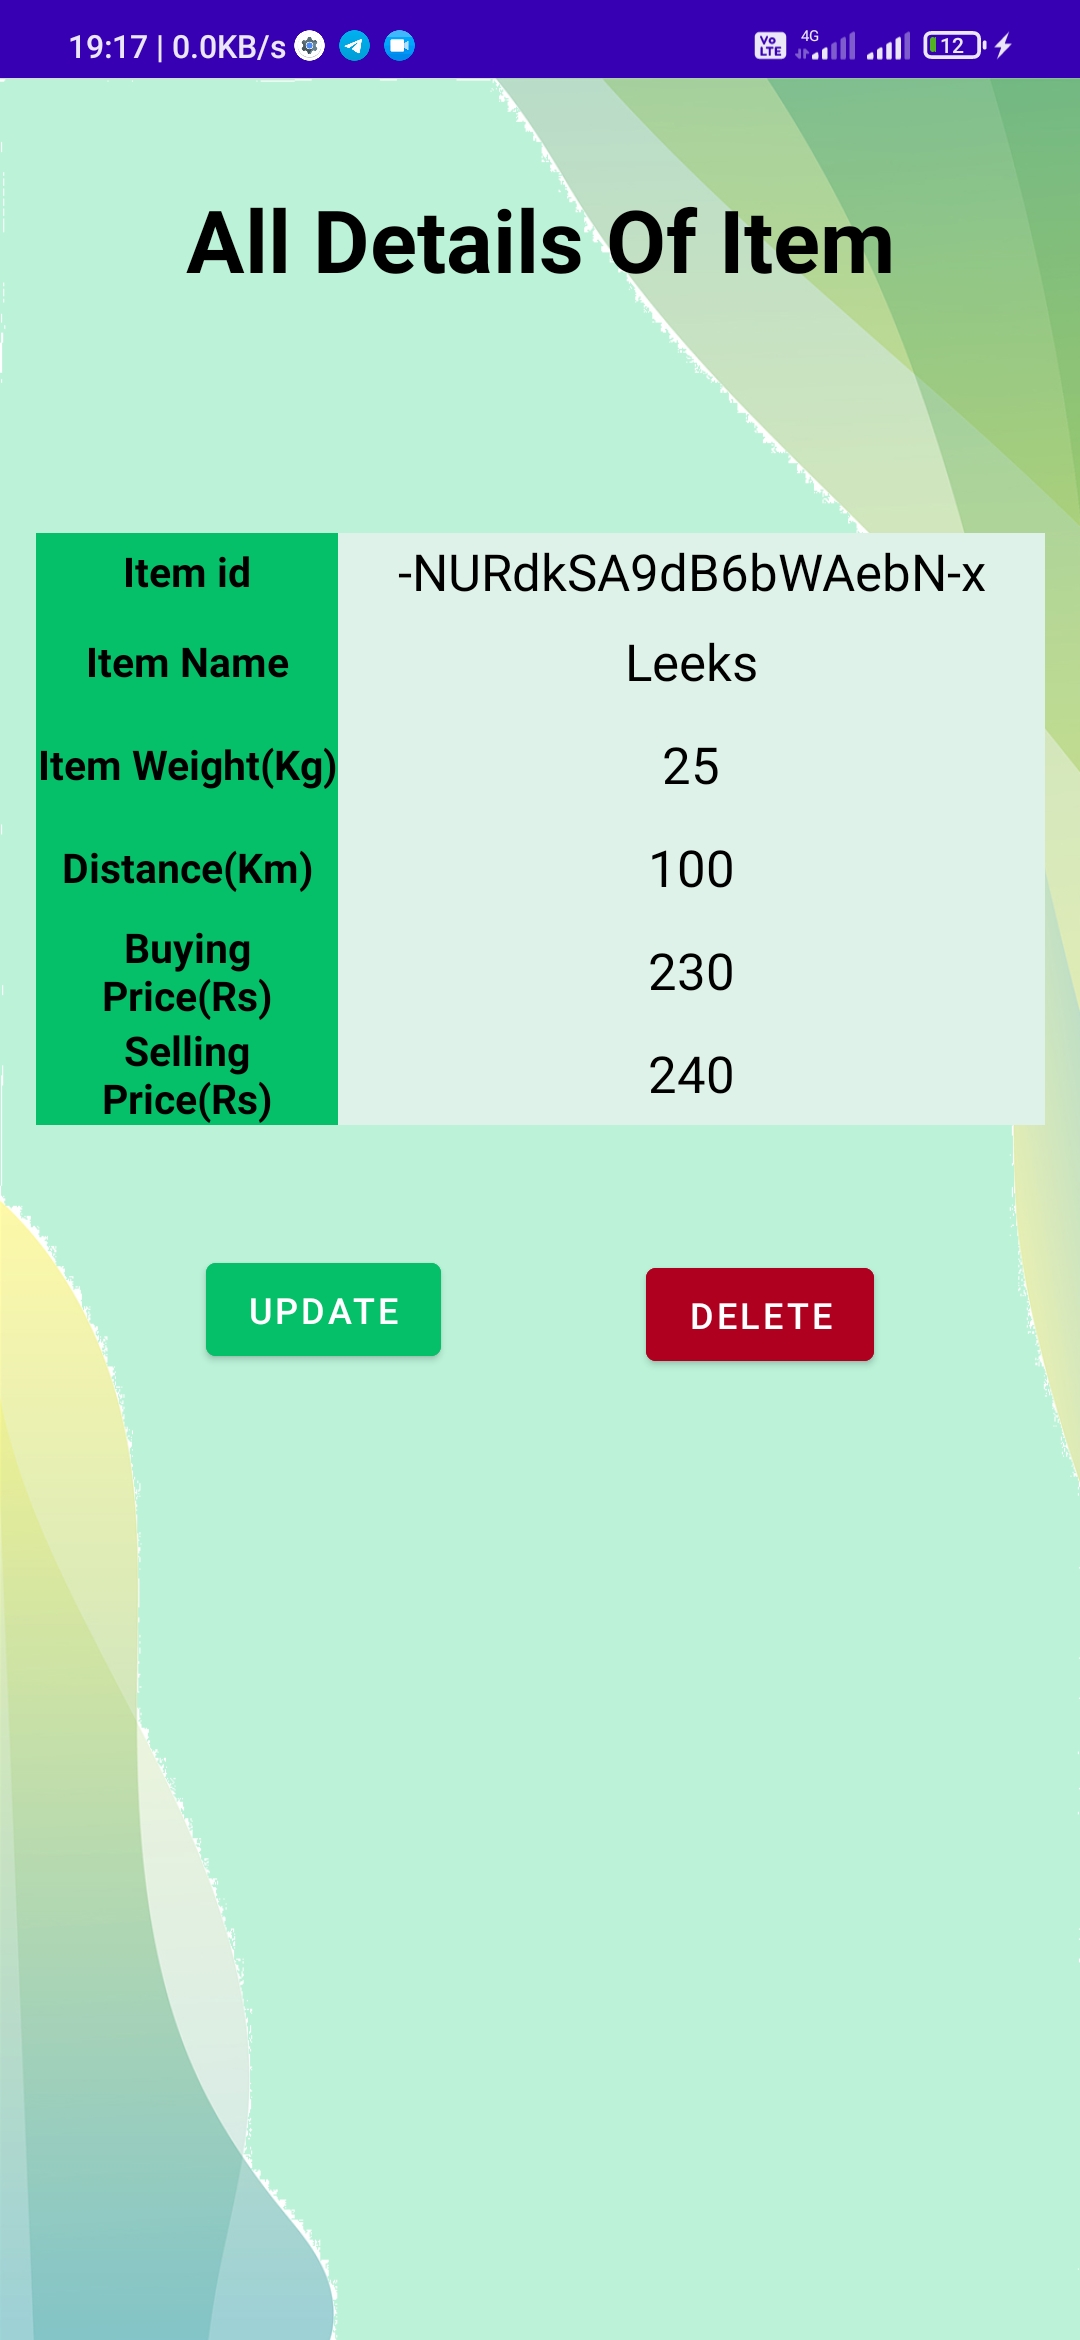 19:17 | 0.0KB/s Vo LTE 4G 12
All Details Of Item
Item id -NURdkSA9dB6bWAebN-x
Item Name Leeks
Item Weight(Kg) 25
Distance(Km) 100
Buying
Price(Rs) 230
Selling
Price(Rs) 240
UPDATE DELETE